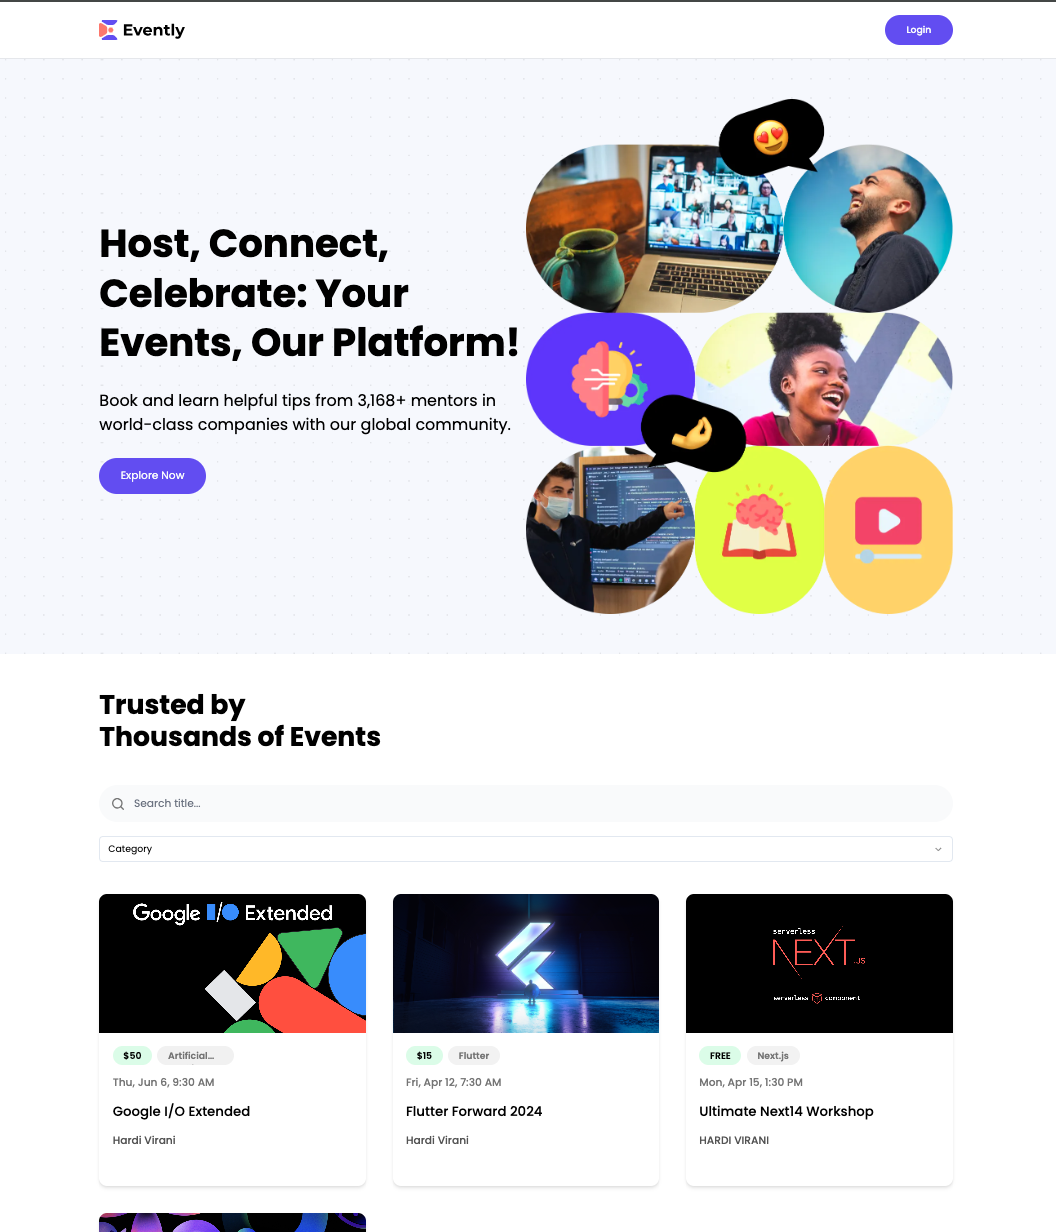 Evently
Login
Host, Connect,
Celebrate: Your
Events, Our Platform!
Book and learn helpful tips from 3,168+ mentors in
world-class companies with our global community.
Explore Now
Trusted by
Thousands of Events
Search title...
Category
Google I/O Extended
$50 Artificial...
Thu, Jun 6, 9:30 AM
Google I/O Extended
Hardi Virani
$15 Flutter
Fri, Apr 12, 7:30 AM
Flutter Forward 2024
Hardi Virani
serverless
NEXT.JS
serverless component
FREE Next.js
Mon, Apr 15, 1:30 PM
Ultimate Next14 Workshop
HARDI VIRANI